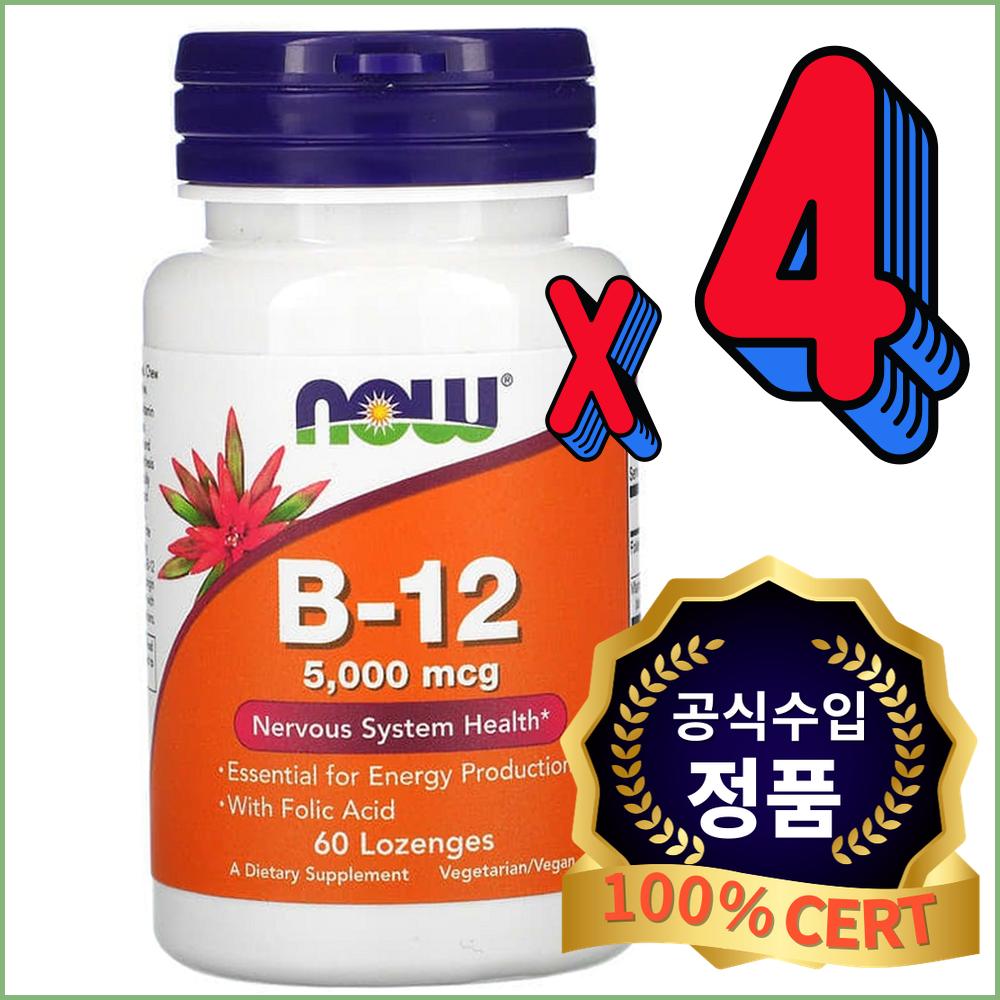 now®
B-12
5,000 mcg
Nervous System Health*
•Essential for Energy Production
•With Folic Acid
60 Lozenges
A Dietary Supplement Vegetarian/Vegan
x 4
공식수입
정품
100% CERT